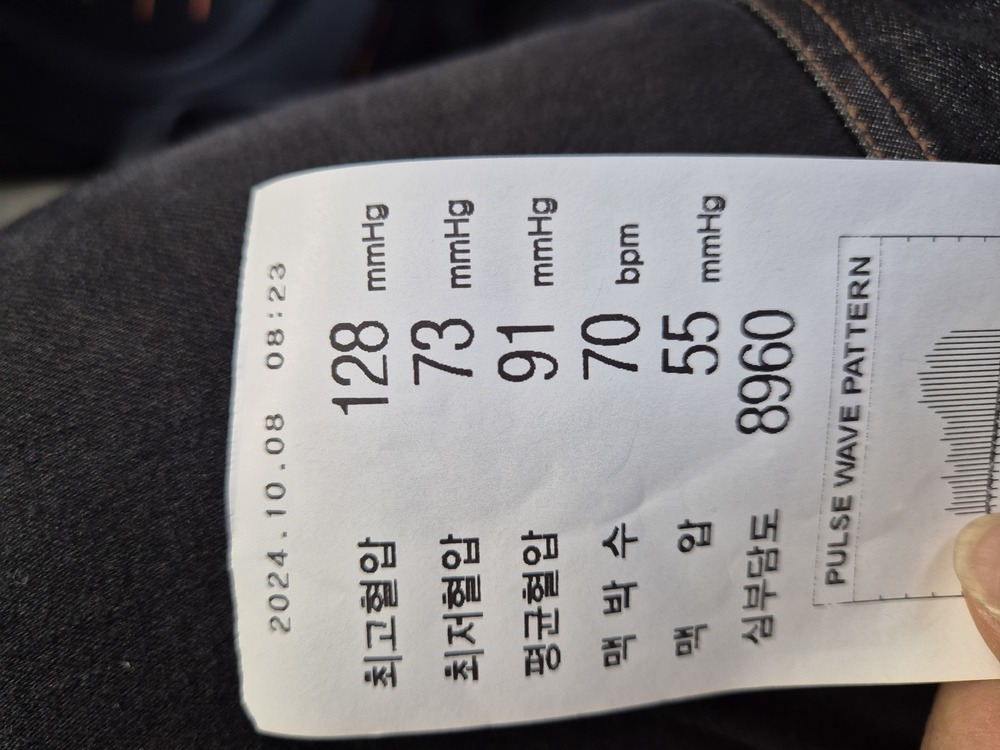 2024.10.08 08:23
최고혈압 128 mmHg
최저혈압 73 mmHg
평균혈압 91 mmHg
맥 박 수 70 bpm
맥 압 55 mmHg
심부담도 8960
PULSE WAVE PATTERN